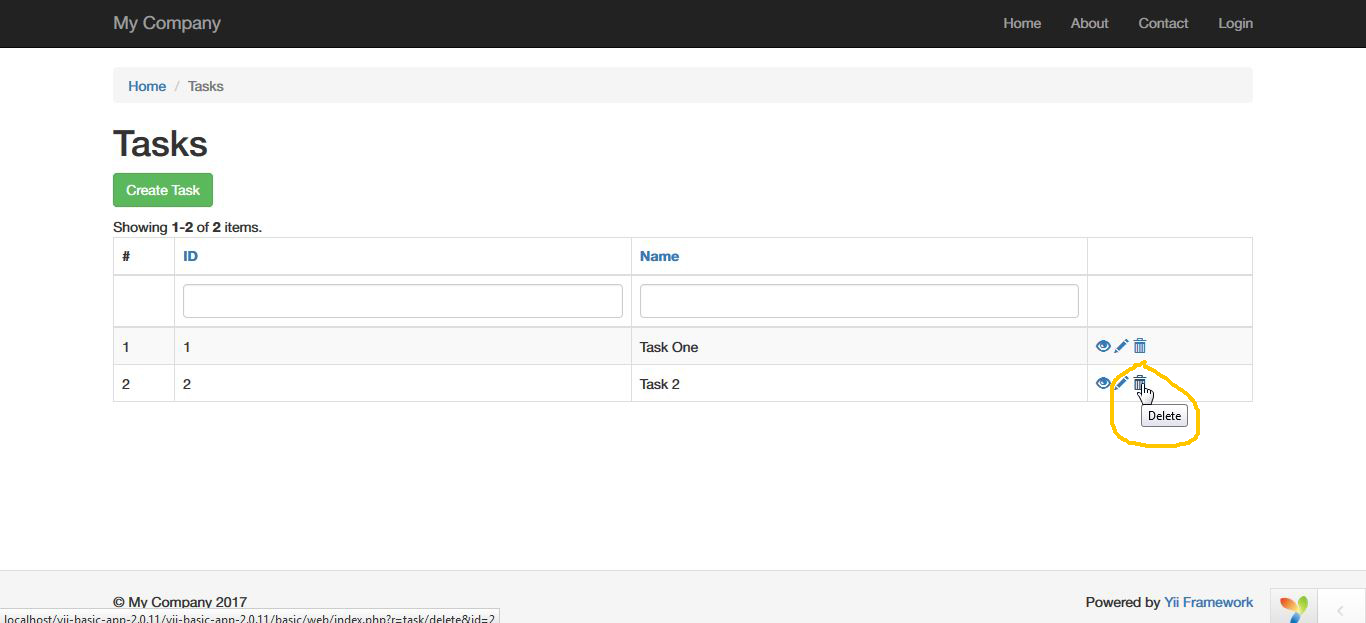 My Company Home About Contact Login
Home / Tasks
Tasks
Create Task
Showing 1-2 of 2 items.
# ID Name
1 1 Task One
2 2 Task 2
Delete
© My Company 2017 Powered by Yii Framework
localhost/yii-basic-app-2.0.11/yii-basic-app-2.0.11/basic/web/index.php?r=task/delete&id=2